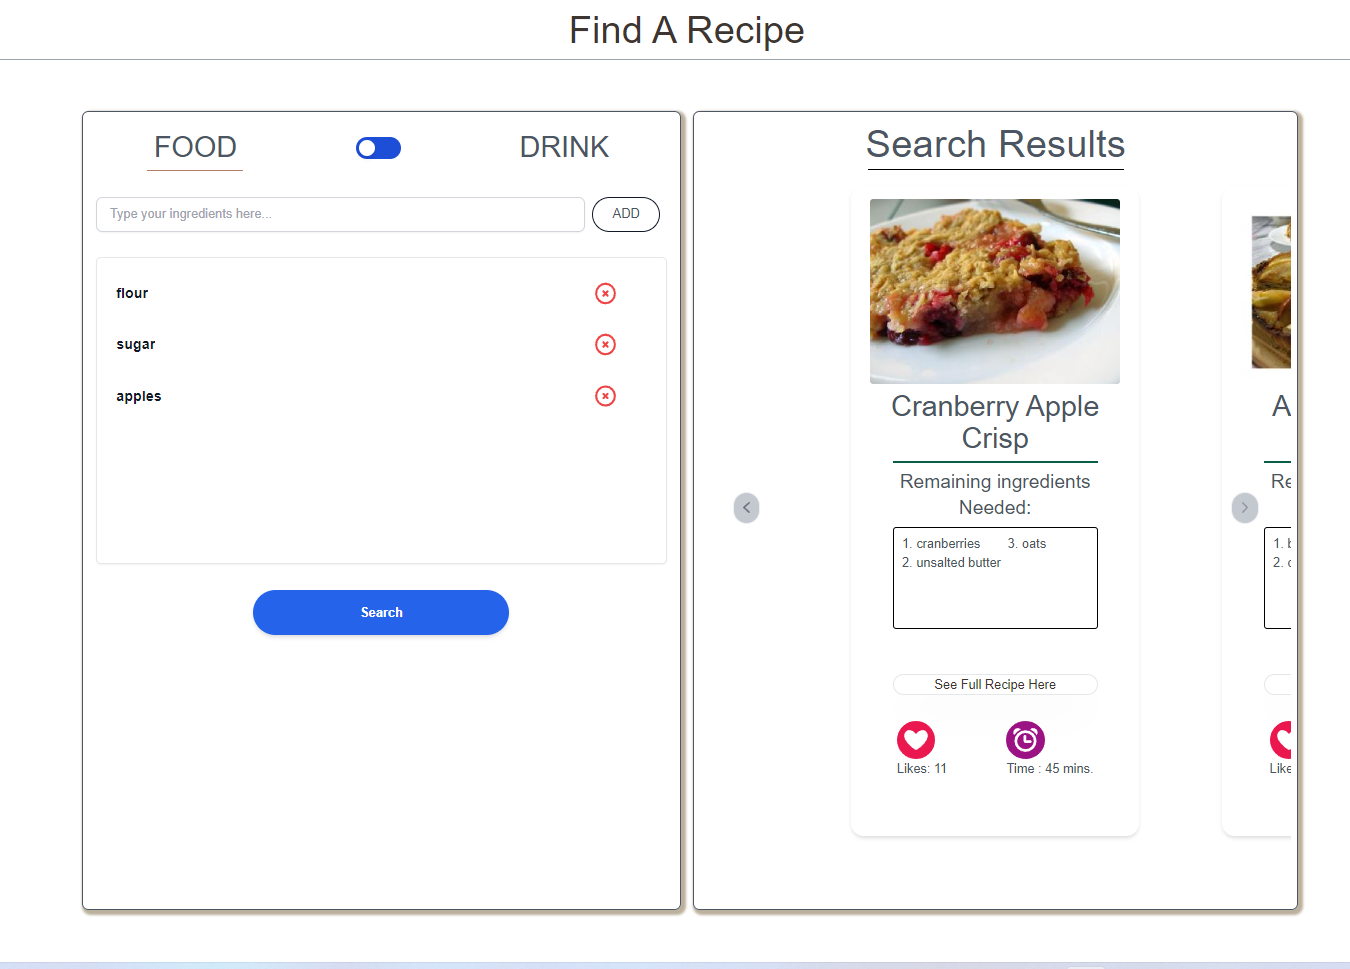 Find A Recipe
FOOD
DRINK
Type your ingredients here...
ADD
flour
sugar
apples
Search
Search Results
Cranberry Apple
Crisp
Remaining ingredients
Needed:
1. cranberries
2. unsalted butter
3. oats
See Full Recipe Here
Likes: 11
Time : 45 mins.
A
Re
1.
2.
Like